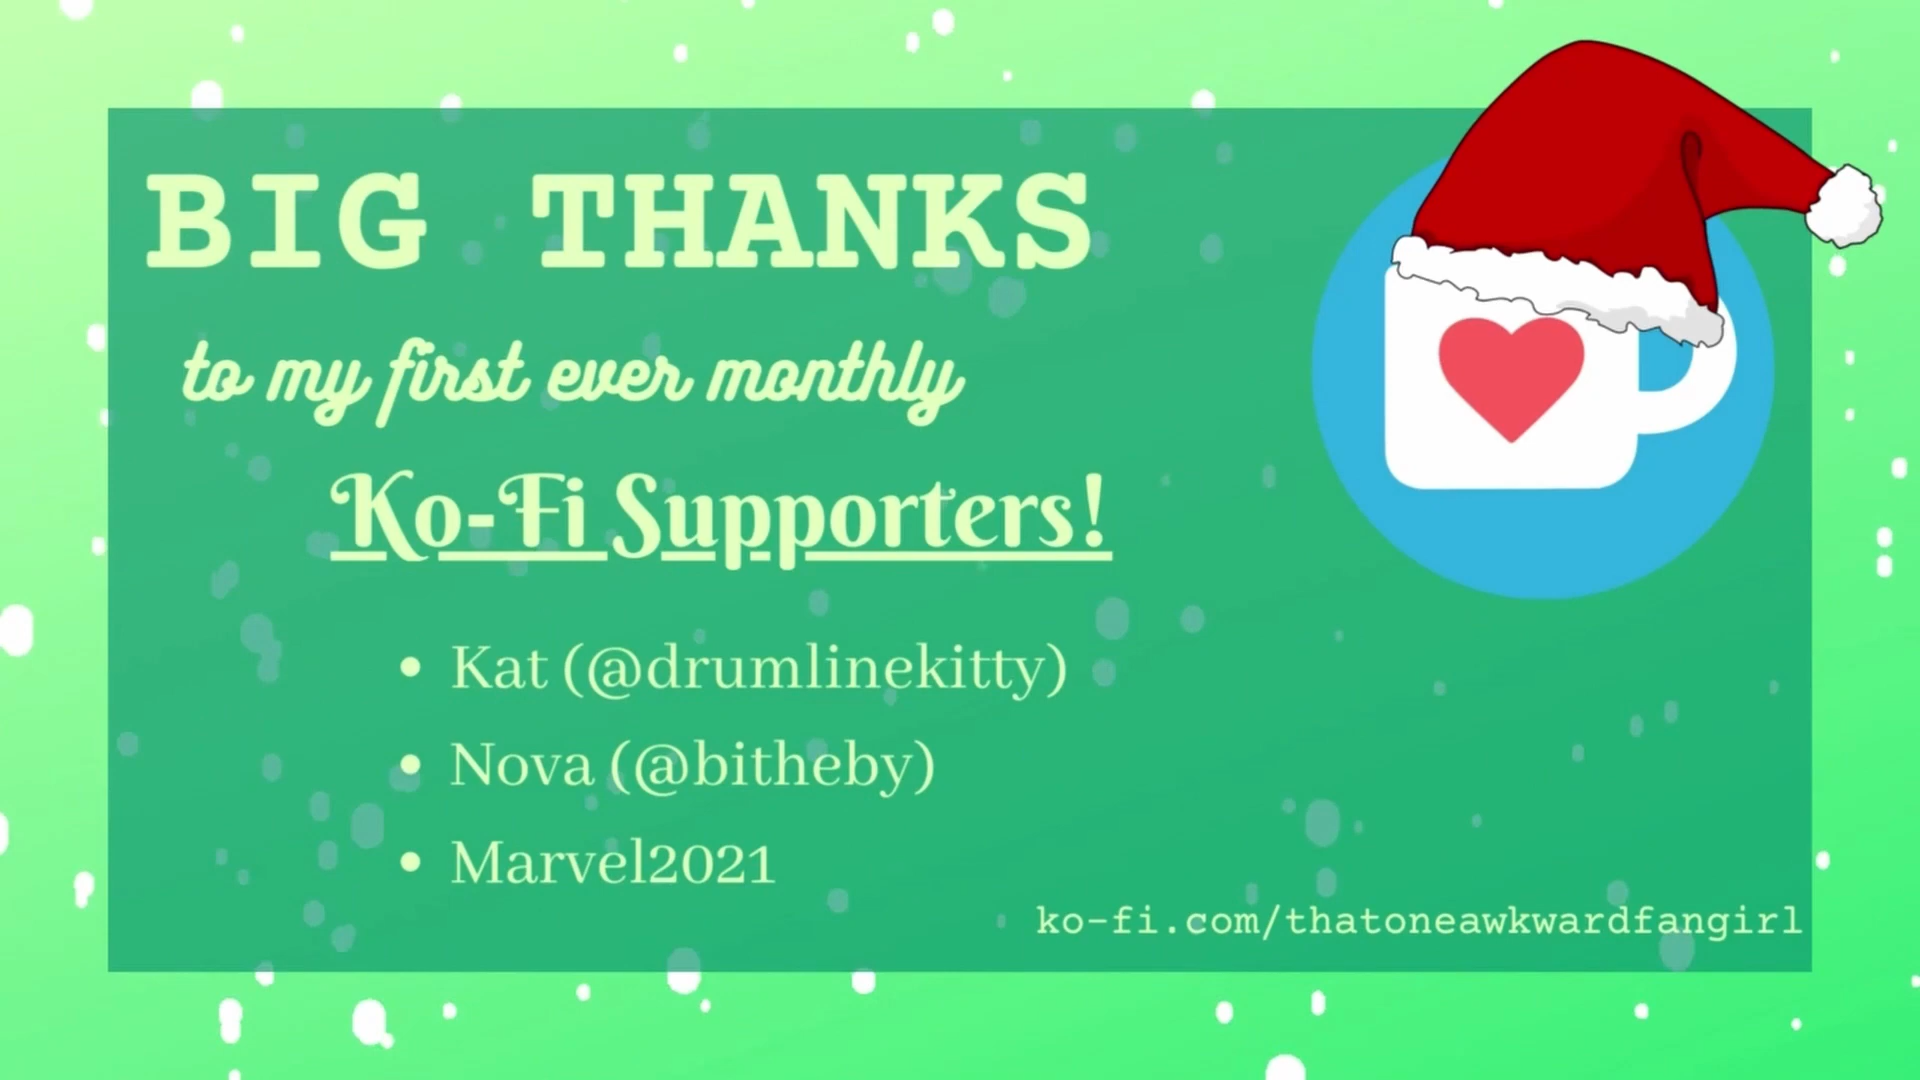 BIG THANKS
to my first ever monthly
Ko-Fi Supporters!
• Kat (@drumlinekitty)
• Nova (@bitheby)
• Marvel2021
ko-fi.com/thatoneawkwardfangirl